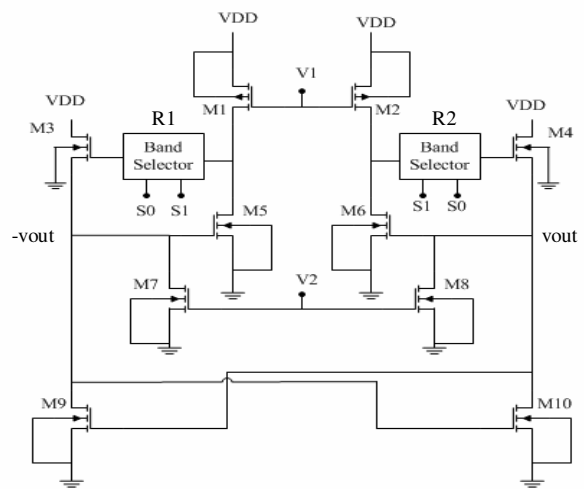 VDD VDD
V1
VDD R1 M1 M2 R2 VDD
M3 Band Selector Band Selector M4
S0 S1 S1 S0
M5 M6
-vout vout
M7 V2 M8
M9 M10